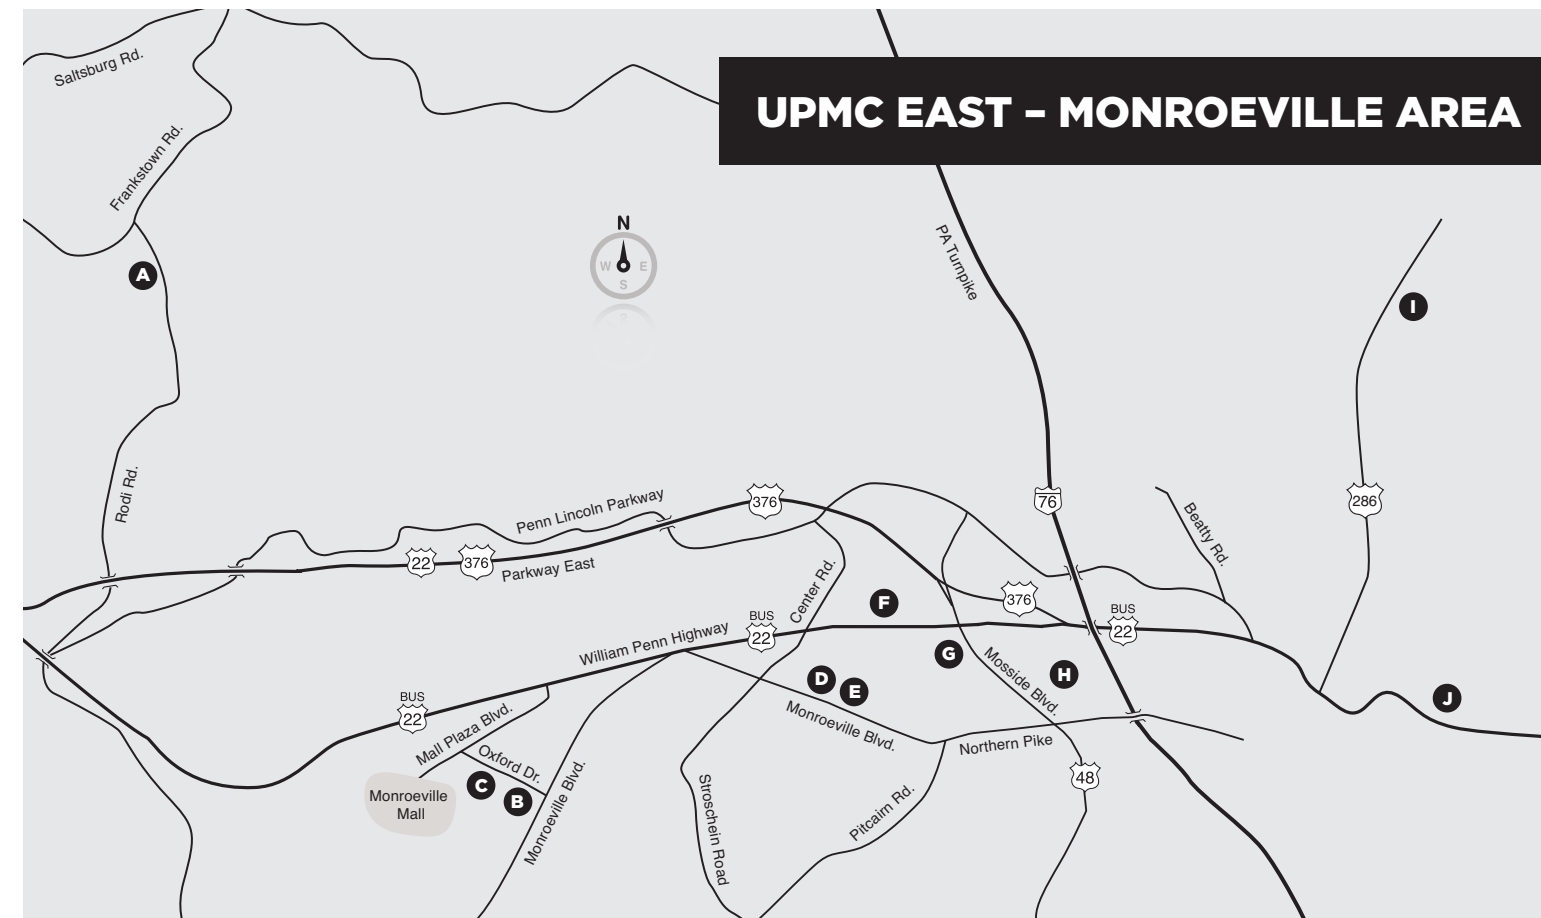 UPMC EAST – MONROEVILLE AREA
Saltsburg Rd.
Frankstown Rd.
A
N
W
E
S
PA Turnpike
I
Rodi Rd.
Penn Lincoln Parkway
376
76
286
Beatty Rd.
22
376
Parkway East
Center Rd.
F
376
BUS
22
BUS
22
William Penn Highway
G
Mosside Blvd.
H
D
E
J
BUS
22
Mall Plaza Blvd.
Monroeville Blvd.
Northern Pike
Oxford Dr.
C
B
48
Monroeville
Mall
Monroeville Blvd.
Stroschein Road
Pitcairn Rd.